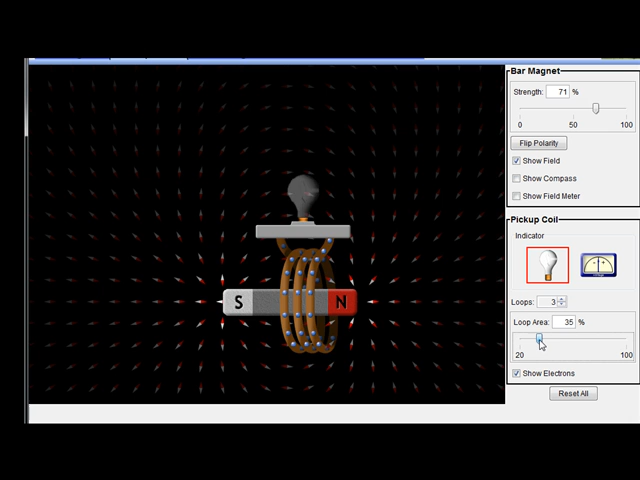 Bar Magnet
Strength: 71 %
0 50 100
Flip Polarity
Show Field
Show Compass
Show Field Meter
Pickup Coil
Indicator
Loops: 3
Loop Area: 35 %
20 100
Show Electrons
Reset All
S N